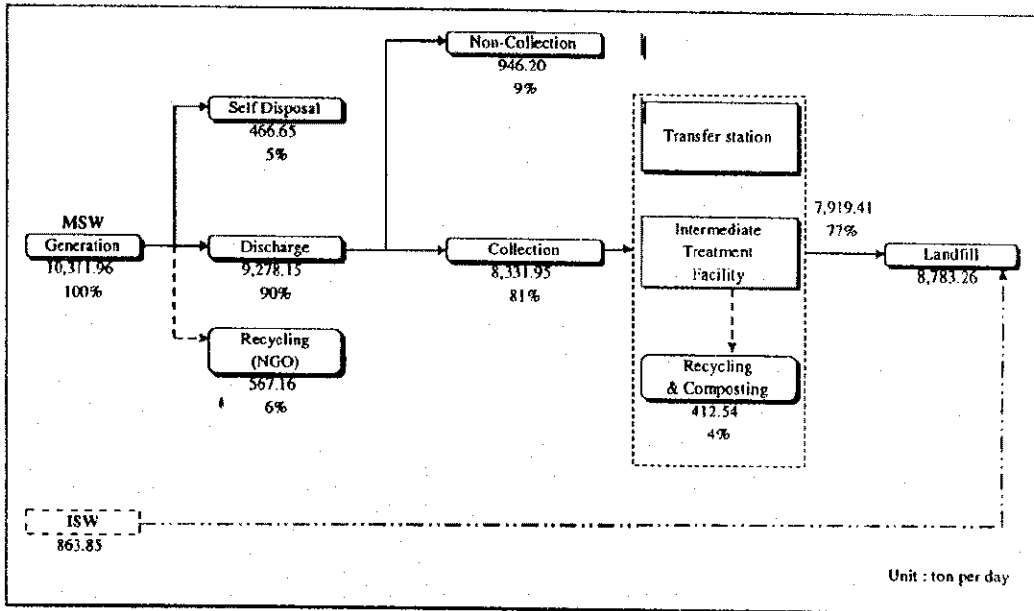 Non-Collection
946.20
9%
Self Disposal
466.65
5%
Transfer station
MSW
Generation
10,311.96
100%
Discharge
9,278.15
90%
Collection
8,331.95
81%
Intermediate
Treatment
Facility
7,919.41
77%
Landfill
8,783.26
Recycling
(NGO)
567.16
6%
Recycling
& Composting
412.54
4%
ISW
863.85
Unit : ton per day